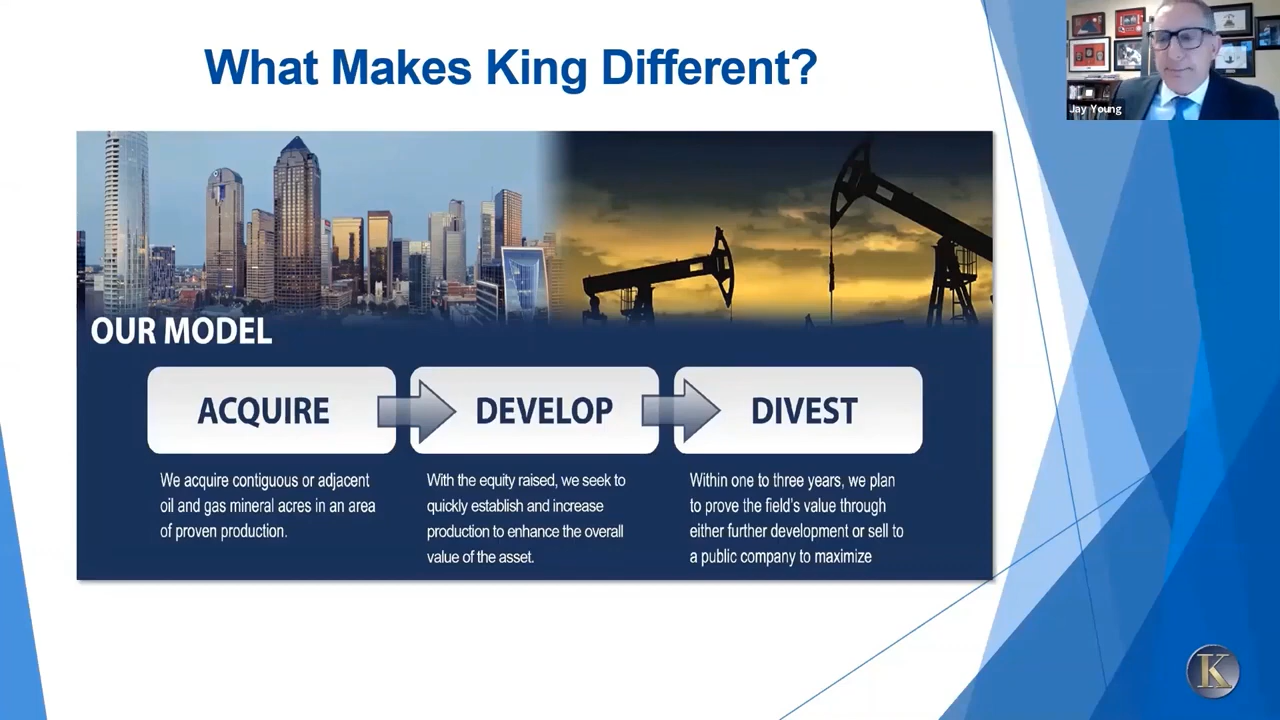 What Makes King Different?
Jay Young
OUR MODEL
ACQUIRE
DEVELOP
DIVEST
We acquire contiguous or adjacent
oil and gas mineral acres in an area
of proven production.
With the equity raised, we seek to
quickly establish and increase
production to enhance the overall
value of the asset.
Within one to three years, we plan
to prove the field's value through
either further development or sell to
a public company to maximize
K